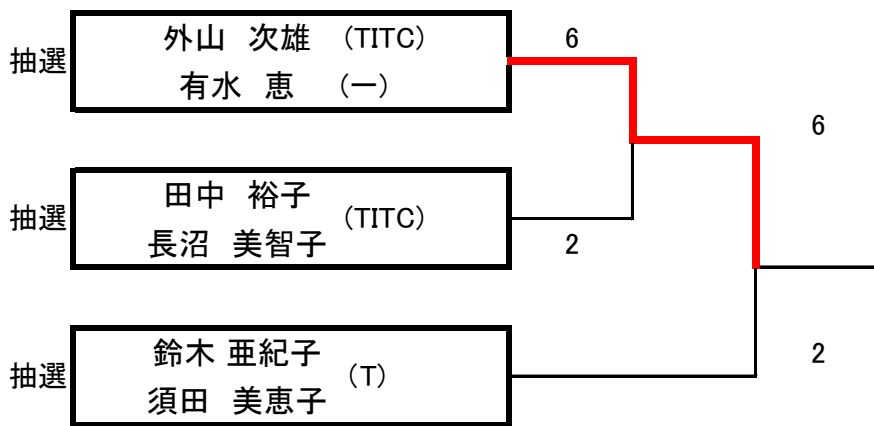 抽選
外山 次雄 (TITC)
有水 恵 (一)
6
抽選
田中 裕子
長沼 美智子
(TITC)
2
6
抽選
鈴木 亜紀子
須田 美恵子
(T)
2